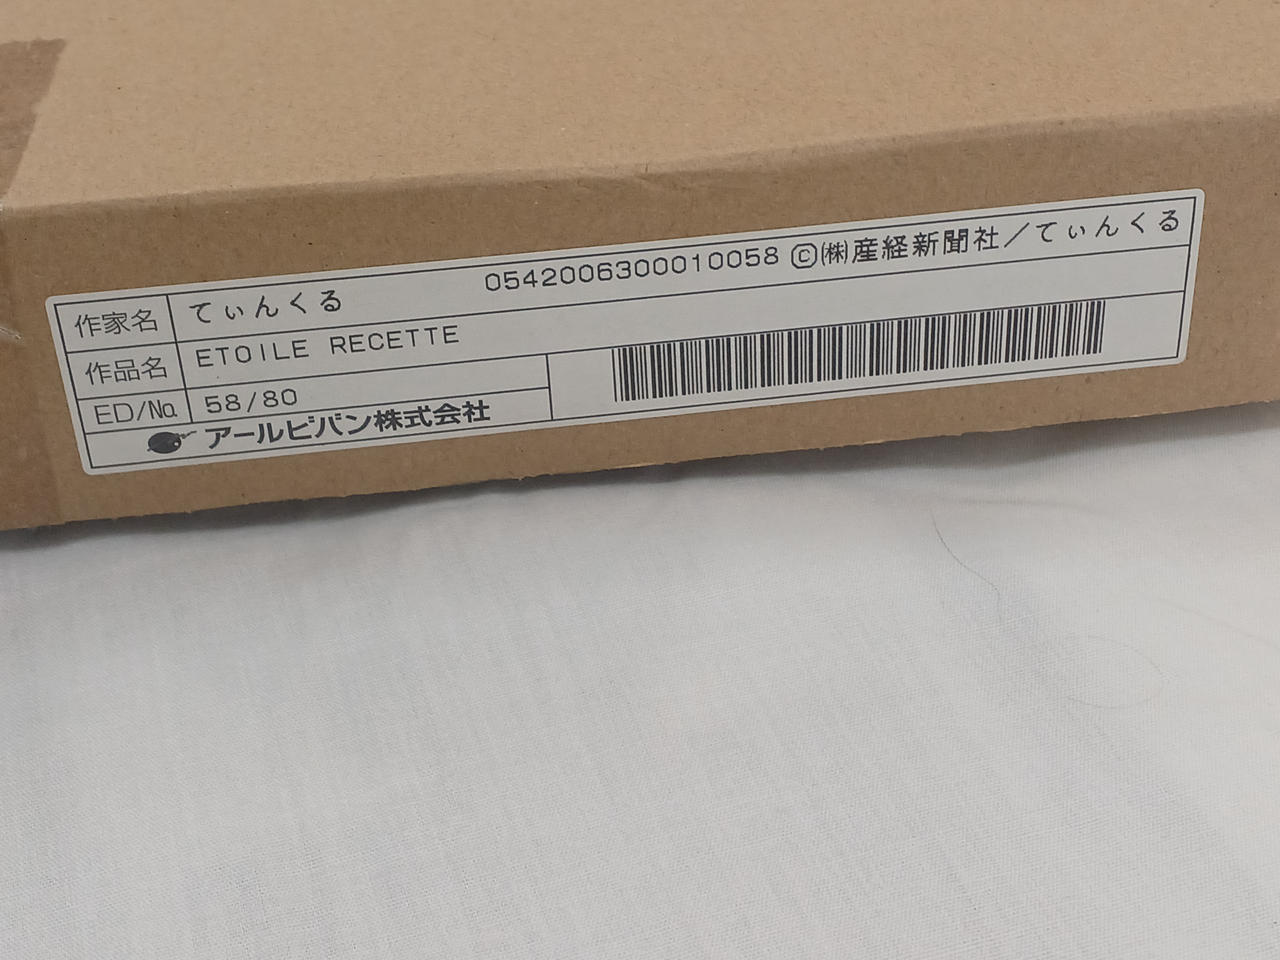 作家名 てぃんくる 0542006300010058 Ⓒ㈱産経新聞社／てぃんくる
作品名 ETOILE RECETTE
ED/No. 58/80
アールビバン株式会社